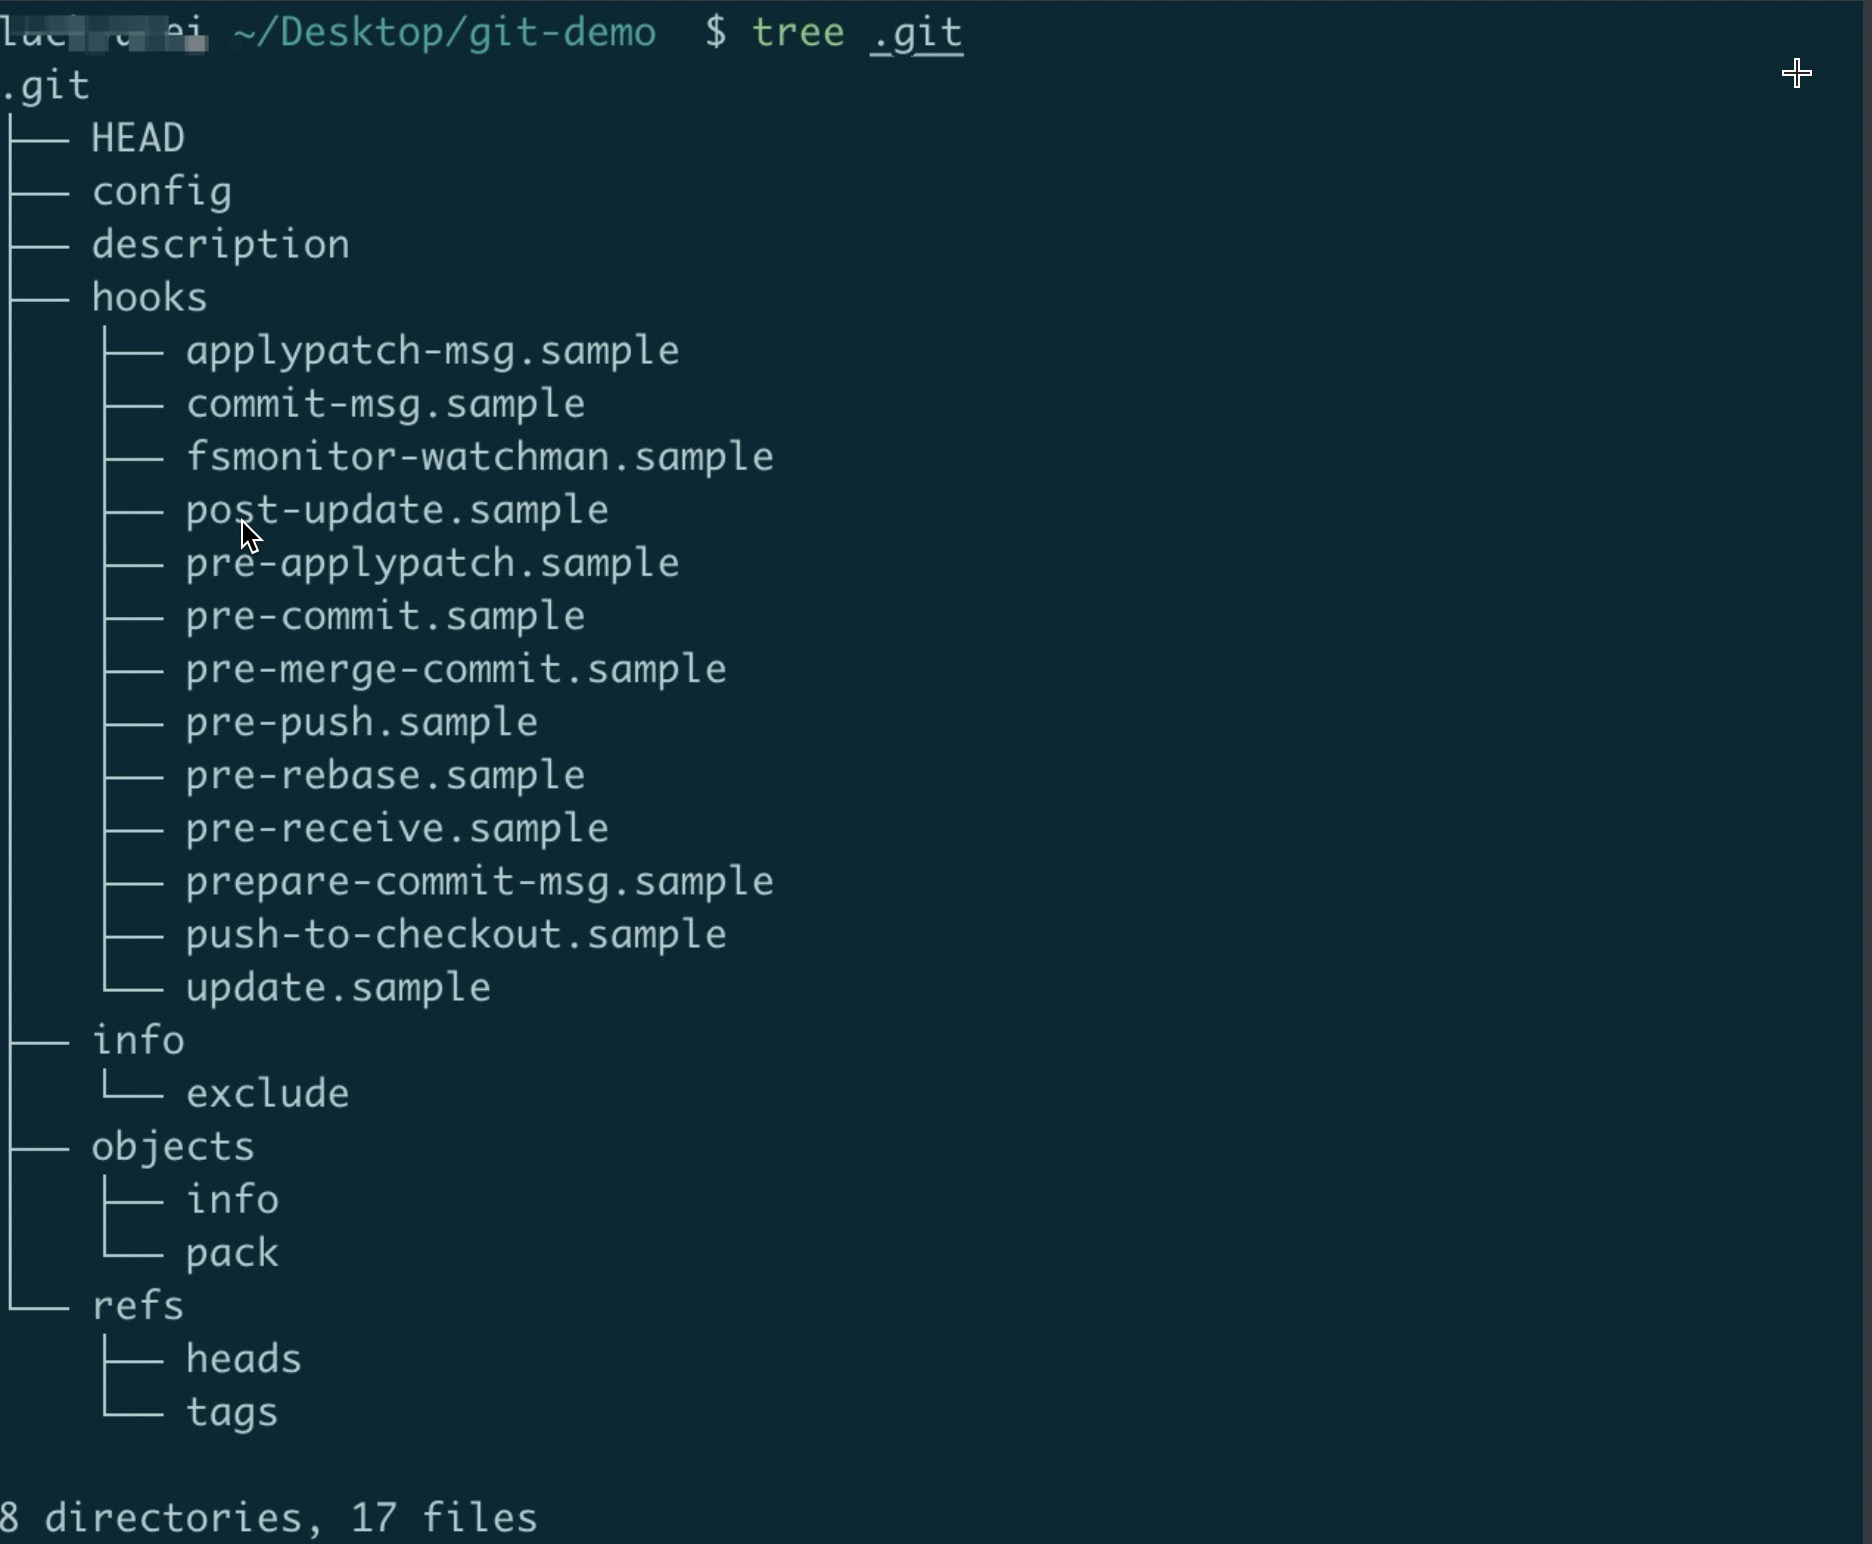 ~/Desktop/git-demo $ tree .git
.git
├── HEAD
├── config
├── description
├── hooks
│   ├── applypatch-msg.sample
│   ├── commit-msg.sample
│   ├── fsmonitor-watchman.sample
│   ├── post-update.sample
│   ├── pre-applypatch.sample
│   ├── pre-commit.sample
│   ├── pre-merge-commit.sample
│   ├── pre-push.sample
│   ├── pre-rebase.sample
│   ├── pre-receive.sample
│   ├── prepare-commit-msg.sample
│   ├── push-to-checkout.sample
│   └── update.sample
├── info
│   └── exclude
├── objects
│   ├── info
│   └── pack
└── refs
    ├── heads
    └── tags
8 directories, 17 files